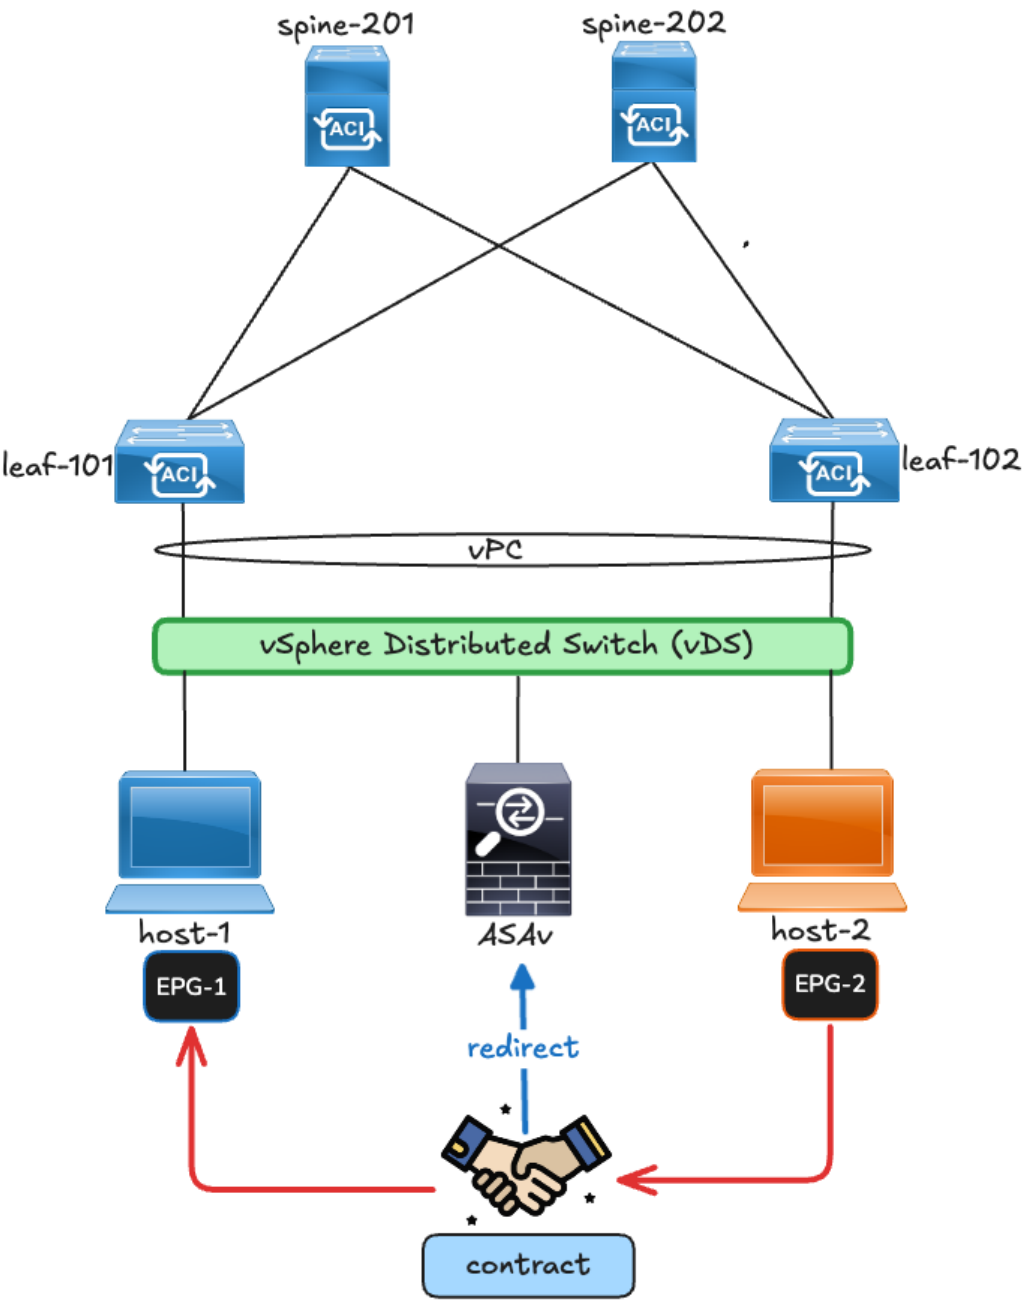 spine-201
spine-202
ACI
ACI
leaf-101
ACI
ACI
leaf-102
vPC
vSphere Distributed Switch (vDS)
host-1
ASAv
host-2
EPG-1
EPG-2
redirect
contract